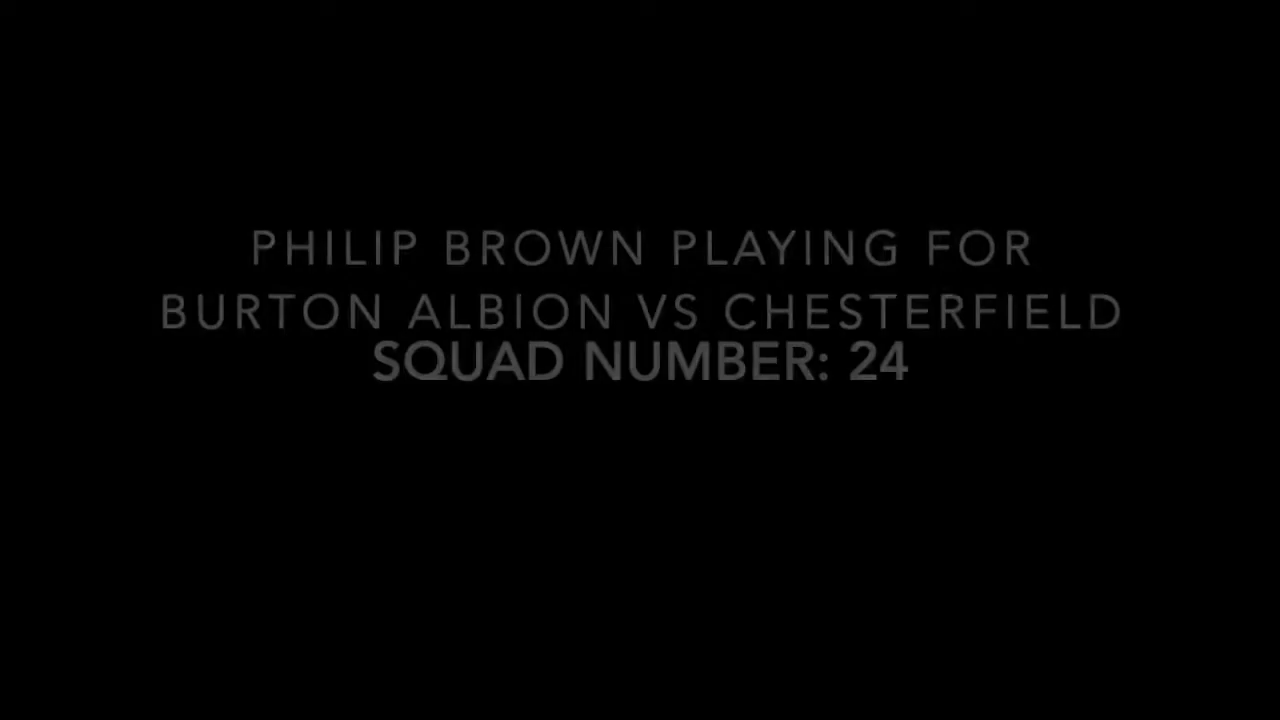 PHILIP BROWN PLAYING FOR
BURTON ALBION VS CHESTERFIELD
SQUAD NUMBER: 24